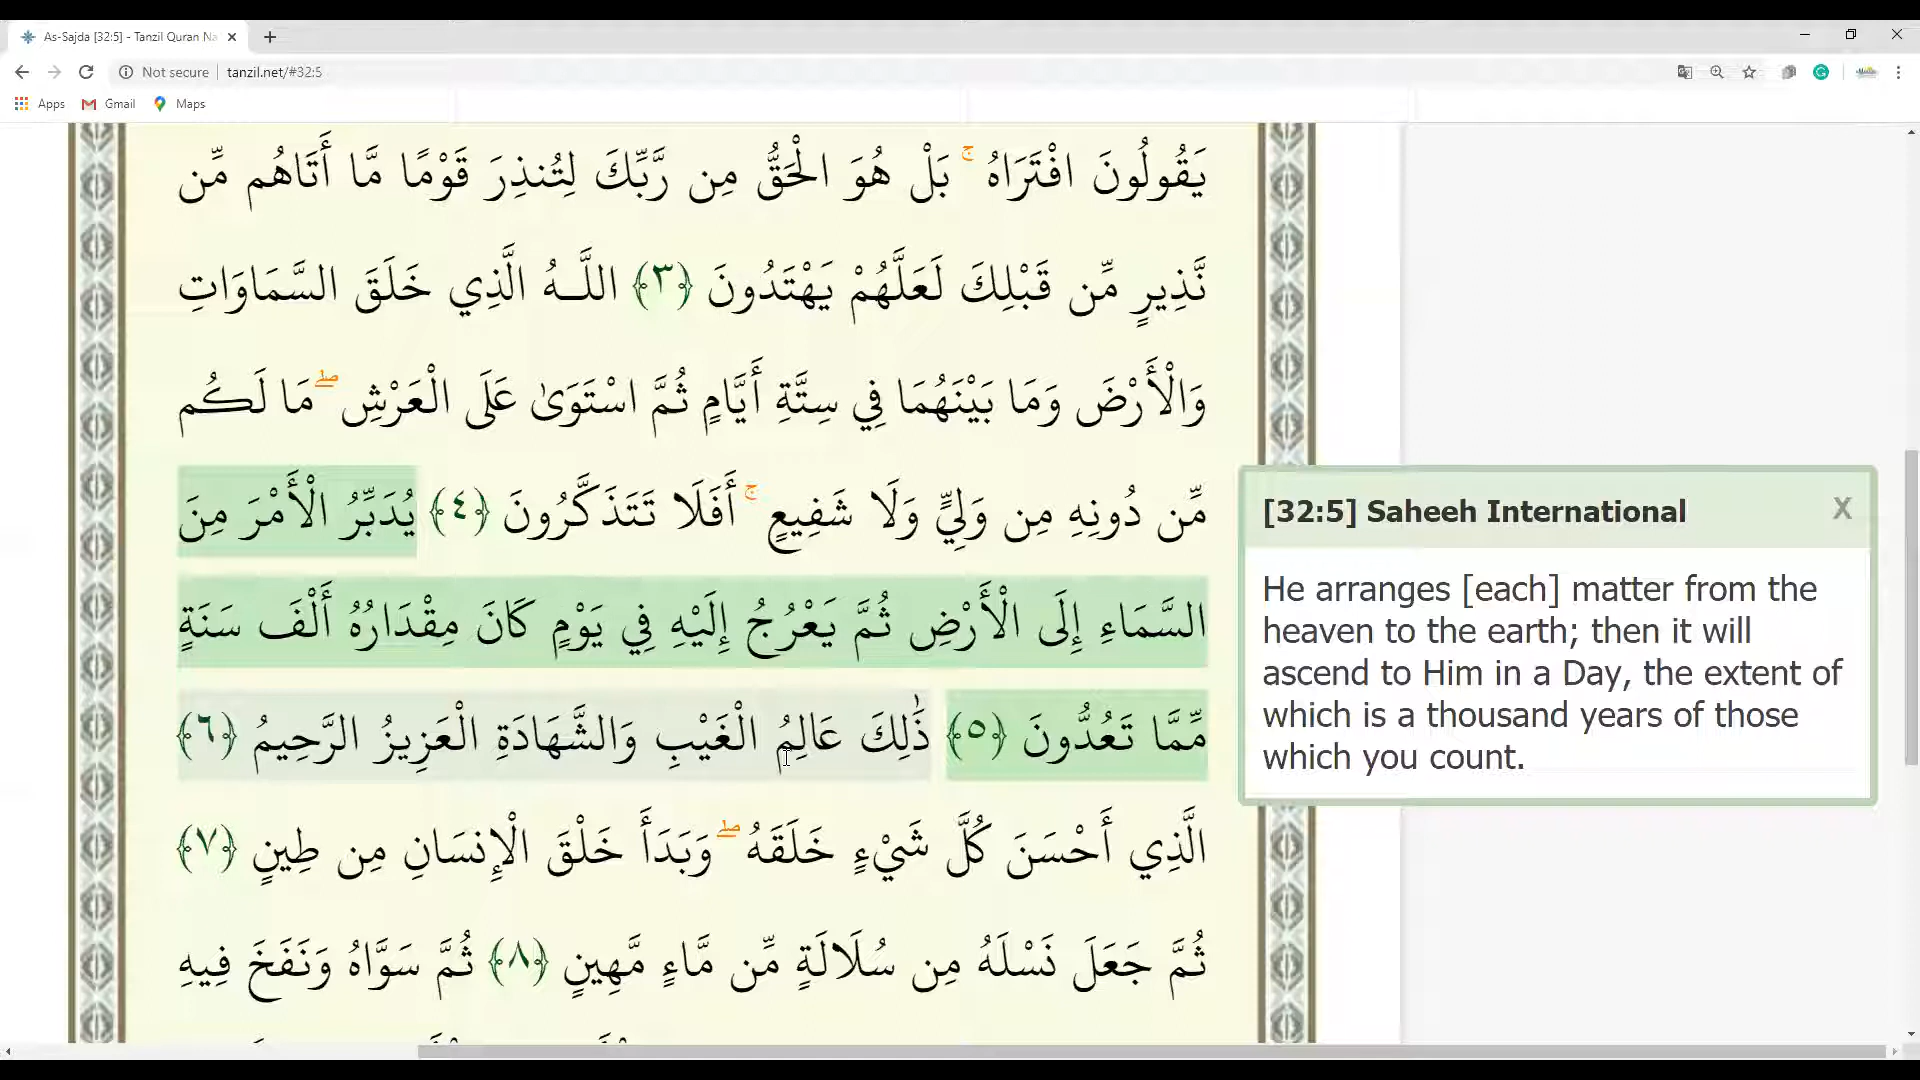 As-Sajda [32:5] - Tanzil Quran Na
Not secure
tanzil.net/#32:5
Apps
Gmail
Maps
يَقُولُونَ افْتَرَاهُ ۚ بَلْ هُوَ الْحَقُّ مِن رَّبِّكَ لِتُنذِرَ قَوْمًا مَّا أَتَاهُم مِّن
نَّذِيرٍ مِّن قَبْلِكَ لَعَلَّهُمْ يَهْتَدُونَ ﴿٣﴾ اللَّـهُ الَّذِي خَلَقَ السَّمَاوَاتِ
وَالْأَرْضَ وَمَا بَيْنَهُمَا فِي سِتَّةِ أَيَّامٍ ثُمَّ اسْتَوَىٰ عَلَى الْعَرْشِ ۖ مَا لَكُم
مِّن دُونِهِ مِن وَلِيٍّ وَلَا شَفِيعٍ ۚ أَفَلَا تَتَذَكَّرُونَ ﴿٤﴾ يُدَبِّرُ الْأَمْرَ مِنَ
السَّمَاءِ إِلَى الْأَرْضِ ثُمَّ يَعْرُجُ إِلَيْهِ فِي يَوْمٍ كَانَ مِقْدَارُهُ أَلْفَ سَنَةٍ
مِّمَّا تَعُدُّونَ ﴿٥﴾ ذَٰلِكَ عَالِمُ الْغَيْبِ وَالشَّهَادَةِ الْعَزِيزُ الرَّحِيمُ ﴿٦﴾
الَّذِي أَحْسَنَ كُلَّ شَيْءٍ خَلَقَهُ ۖ وَبَدَأَ خَلْقَ الْإِنسَانِ مِن طِينٍ ﴿٧﴾
ثُمَّ جَعَلَ نَسْلَهُ مِن سُلَالَةٍ مِّن مَّاءٍ مَّهِينٍ ﴿٨﴾ ثُمَّ سَوَّاهُ وَنَفَخَ فِيهِ
[32:5] Saheeh International
X
He arranges [each] matter from the
heaven to the earth; then it will
ascend to Him in a Day, the extent of
which is a thousand years of those
which you count.